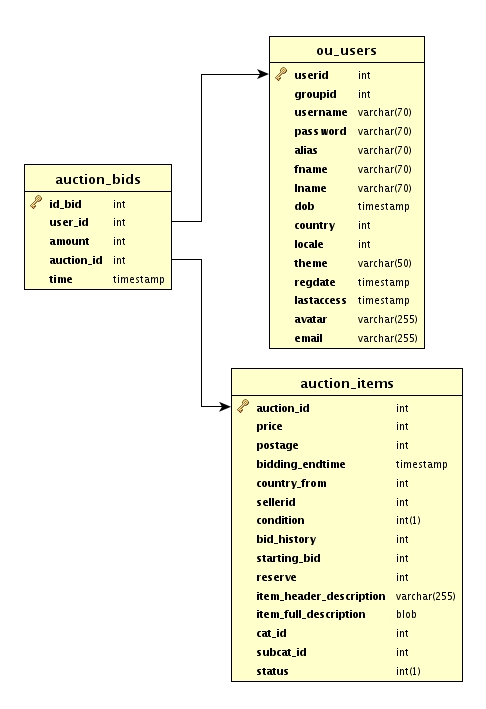 ou_users
userid int
groupid int
username varchar(70)
password varchar(70)
alias varchar(70)
fname varchar(70)
lname varchar(70)
dob timestamp
country int
locale int
theme varchar(50)
regdate timestamp
lastaccess timestamp
avatar varchar(255)
email varchar(255)
auction_bids
id_bid int
user_id int
amount int
auction_id int
time timestamp
auction_items
auction_id int
price int
postage int
bidding_endtime timestamp
country_from int
sellerid int
condition int(1)
bid_history int
starting_bid int
reserve int
item_header_description varchar(255)
item_full_description blob
cat_id int
subcat_id int
status int(1)